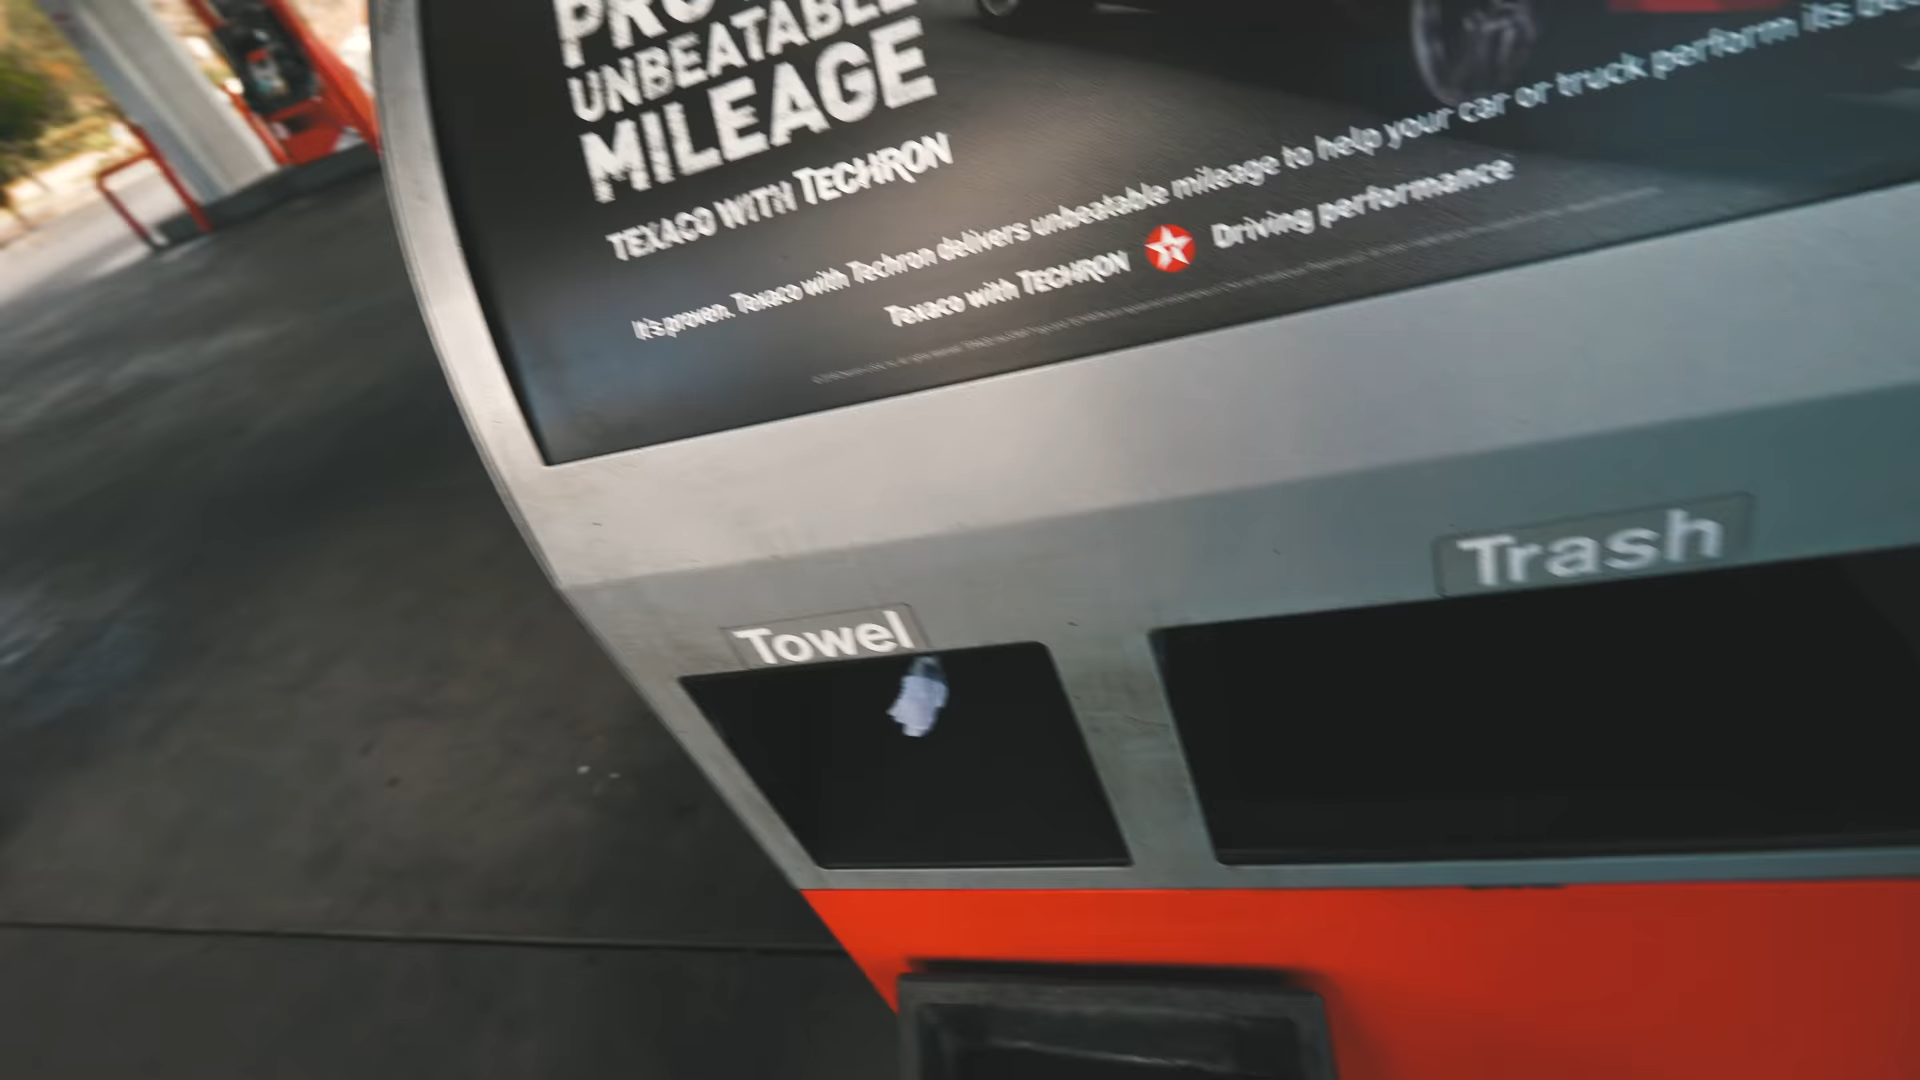 UNBEATABLE
MILEAGE
TEXACO WITH TECHRON
It's proven. Texaco with Techron delivers unbeatable mileage to help your car or truck perform its
Texaco with TECHRON Driving performance
Trash
Towel